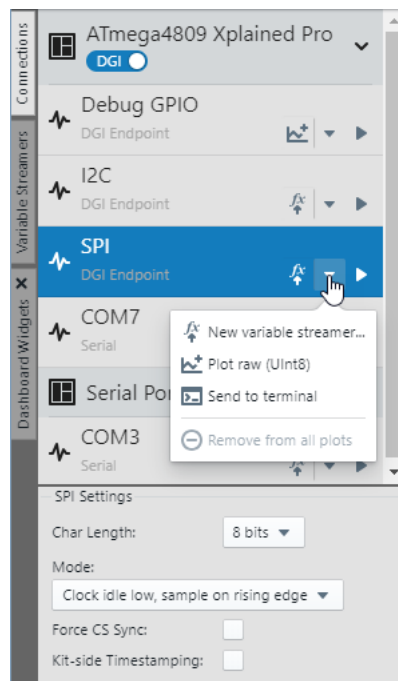 Connections
Variable Streamers
Dashboard Widgets
ATmega4809 Xplained Pro
DGI
Debug GPIO
DGI Endpoint
I2C
DGI Endpoint
SPI
DGI Endpoint
COM7
Serial
New variable streamer...
Plot raw (UInt8)
Send to terminal
Remove from all plots
Serial
COM3
Serial
SPI Settings
Char Length:
8 bits
Mode:
Clock idle low, sample on rising edge
Force CS Sync:
Kit-side Timestamping: